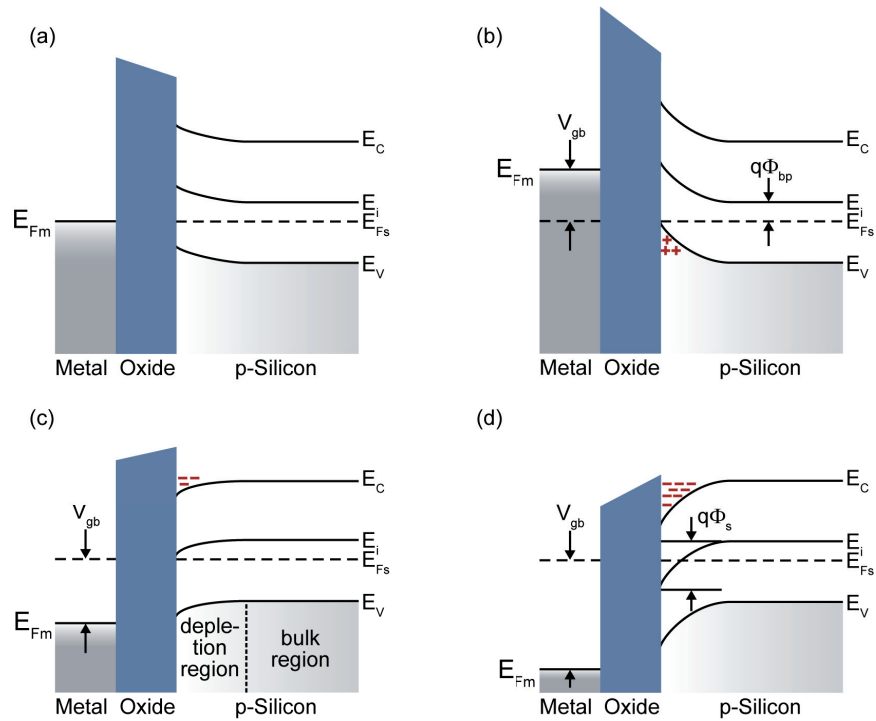 (a)
E_C
E_i
E_Fs
E_Fm
E_V
Metal Oxide p-Silicon
(b)
V_gb
E_C
E_Fm
qΦ_bp
E_i
E_Fs
+
++
E_V
Metal Oxide p-Silicon
(c)
E_C
V_gb
E_i
E_Fs
E_V
E_Fm
deple-
tion
region
bulk
region
Metal Oxide p-Silicon
(d)
E_C
V_gb
qΦ_s
E_i
E_Fs
E_V
E_Fm
Metal Oxide p-Silicon